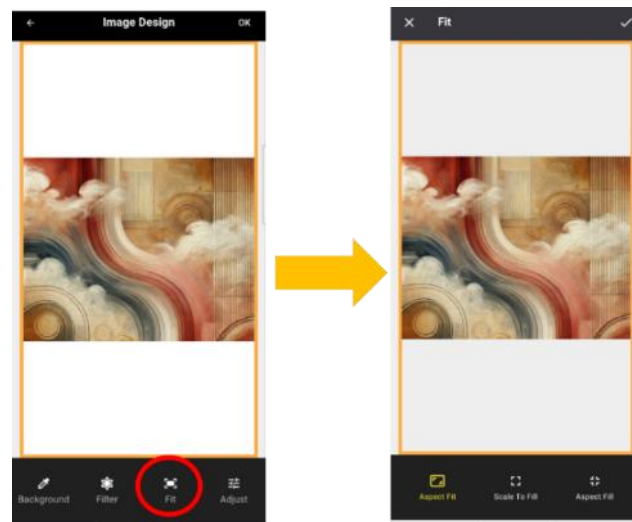 Image Design
OK
Background
Filter
Fit
Adjust
Fit
Aspect Fit
Scale To Fill
Aspect Fill